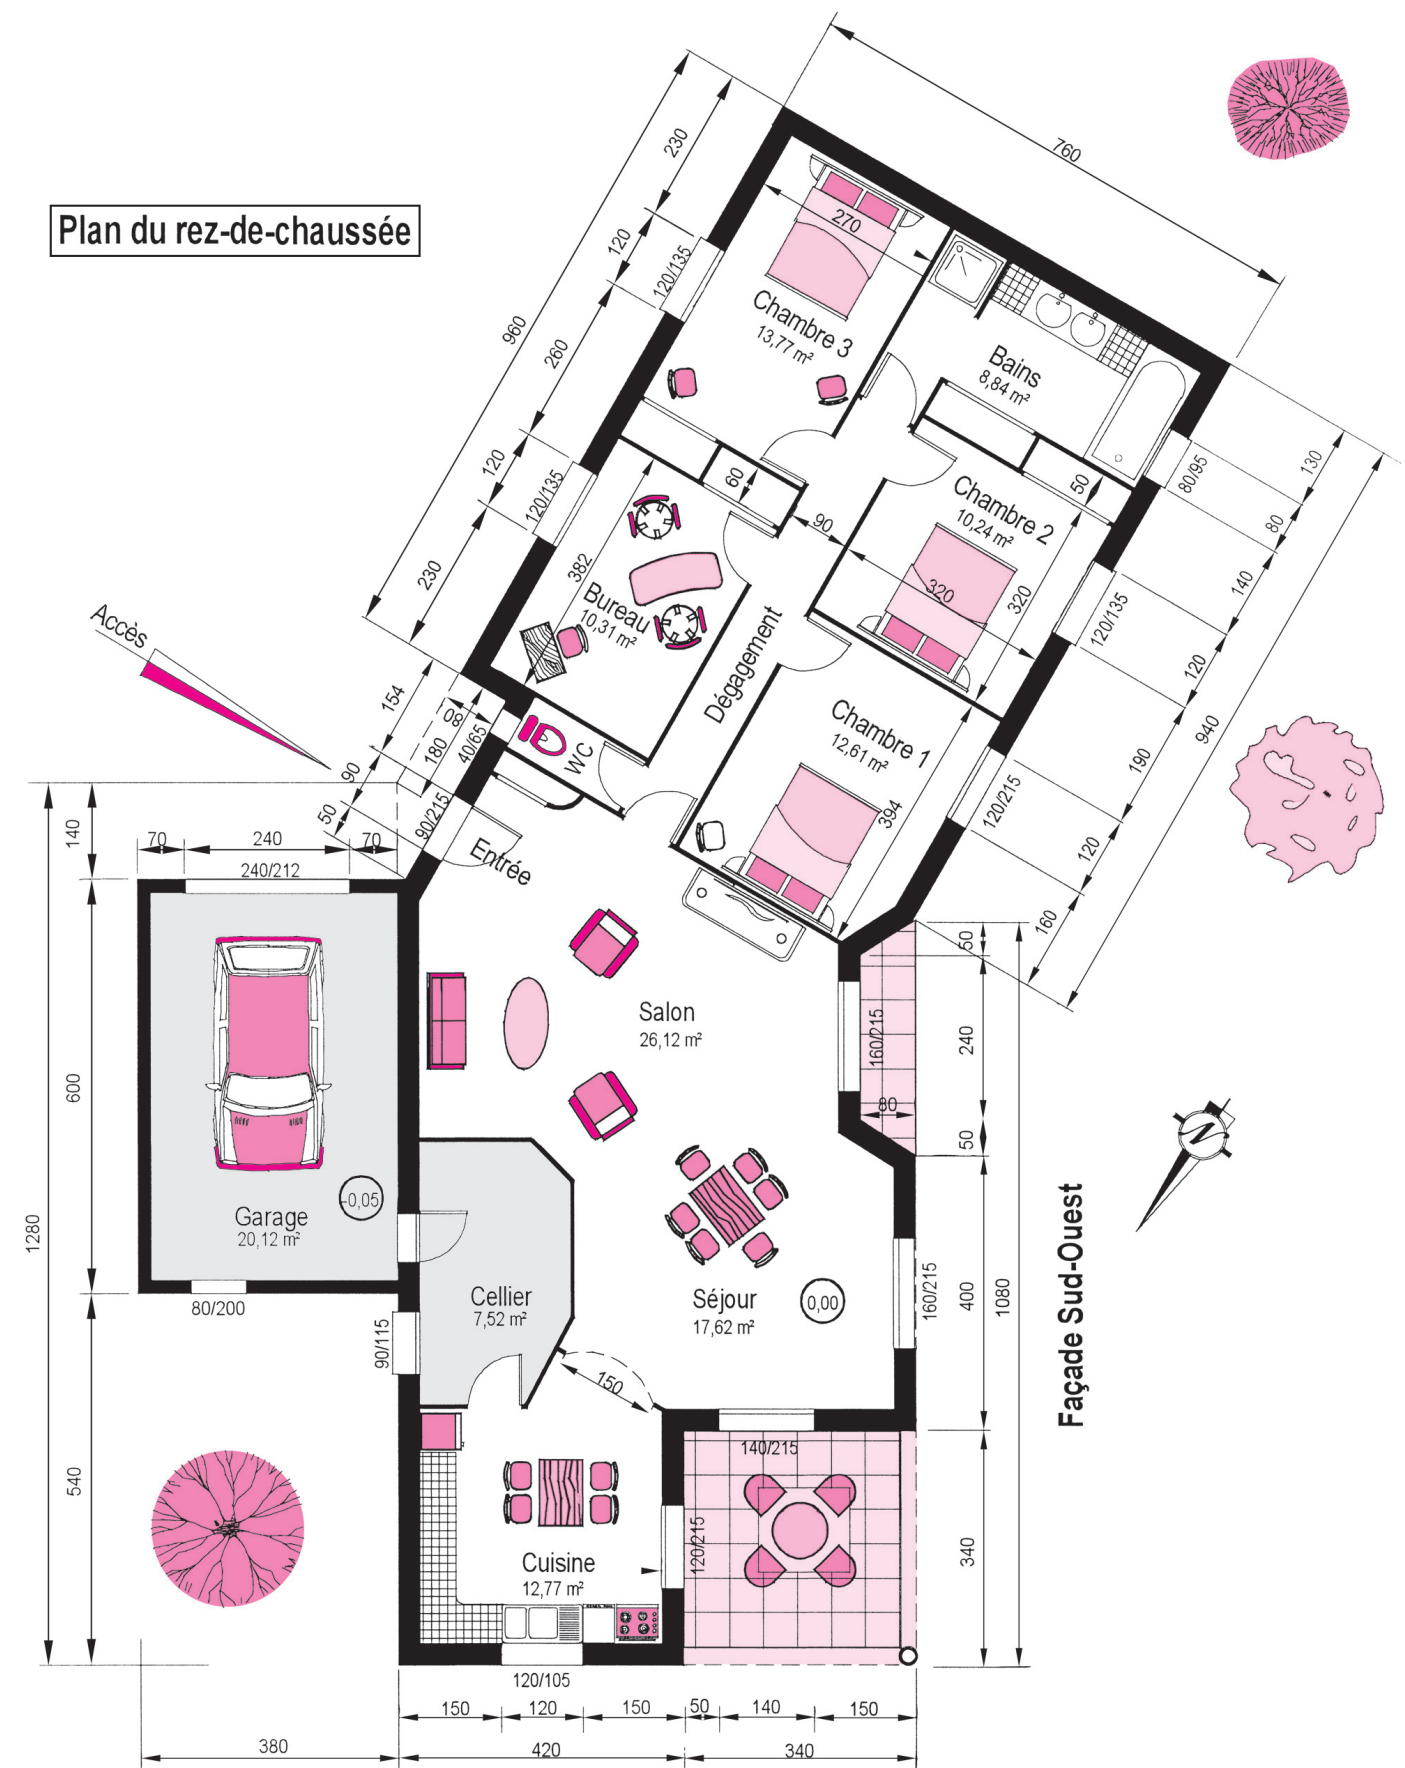 760
230
120
120/135
960
260
120
120/135
230
Plan du rez-de-chaussée
270
Chambre 3
13,77 m²
Bains
8,84 m²
60
50
90
Chambre 2
10,24 m²
320
320
382
Bureau
10,31 m²
Dégagement
80/95
130
80
140
120/135
120
940
190
120/215
120
160
Accès
154
90
50
80
180
40/65
90/215
WC
Entrée
Chambre 1
12,61 m²
394
140
70
240
70
240/212
600
1280
540
Garage
20,12 m²
-0,05
80/200
Salon
26,12 m²
160/215
80
50
240
50
400
1080
340
Façade Sud-Ouest
N
Cellier
7,52 m²
90/115
Séjour
17,62 m²
0,00
160/215
150
140/215
120/215
Cuisine
12,77 m²
120/105
150
120
150
50
140
150
380
420
340